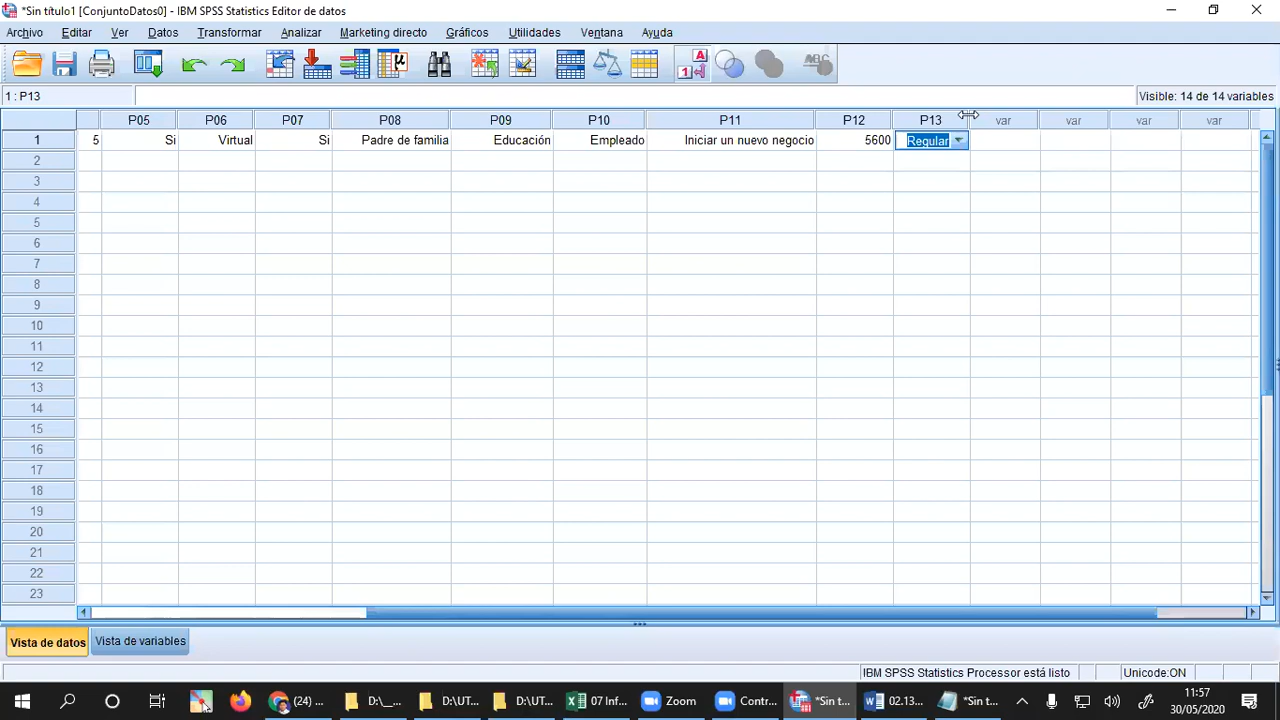 *Sin título1 [ConjuntoDatos0] - IBM SPSS Statistics Editor de datos
Archivo Editar Ver Datos Transformar Analizar Marketing directo Gráficos Utilidades Ventana Ayuda
1 : P13 Visible: 14 de 14 variables
P05 P06 P07 P08 P09 P10 P11 P12 P13 var var var var
1 5 Si Virtual Si Padre de familia Educación Empleado Iniciar un nuevo negocio 5600 Regular
2
3
4
5
6
7
8
9
10
11
12
13
14
15
16
17
18
19
20
21
22
23
Vista de datos Vista de variables
IBM SPSS Statistics Processor está listo Unicode:ON
(24) ... D:\__... D:\UT... D:\UT... 07 Inf... Zoom Contr... *Sin t... 02.13... *Sin t... 11:57
30/05/2020